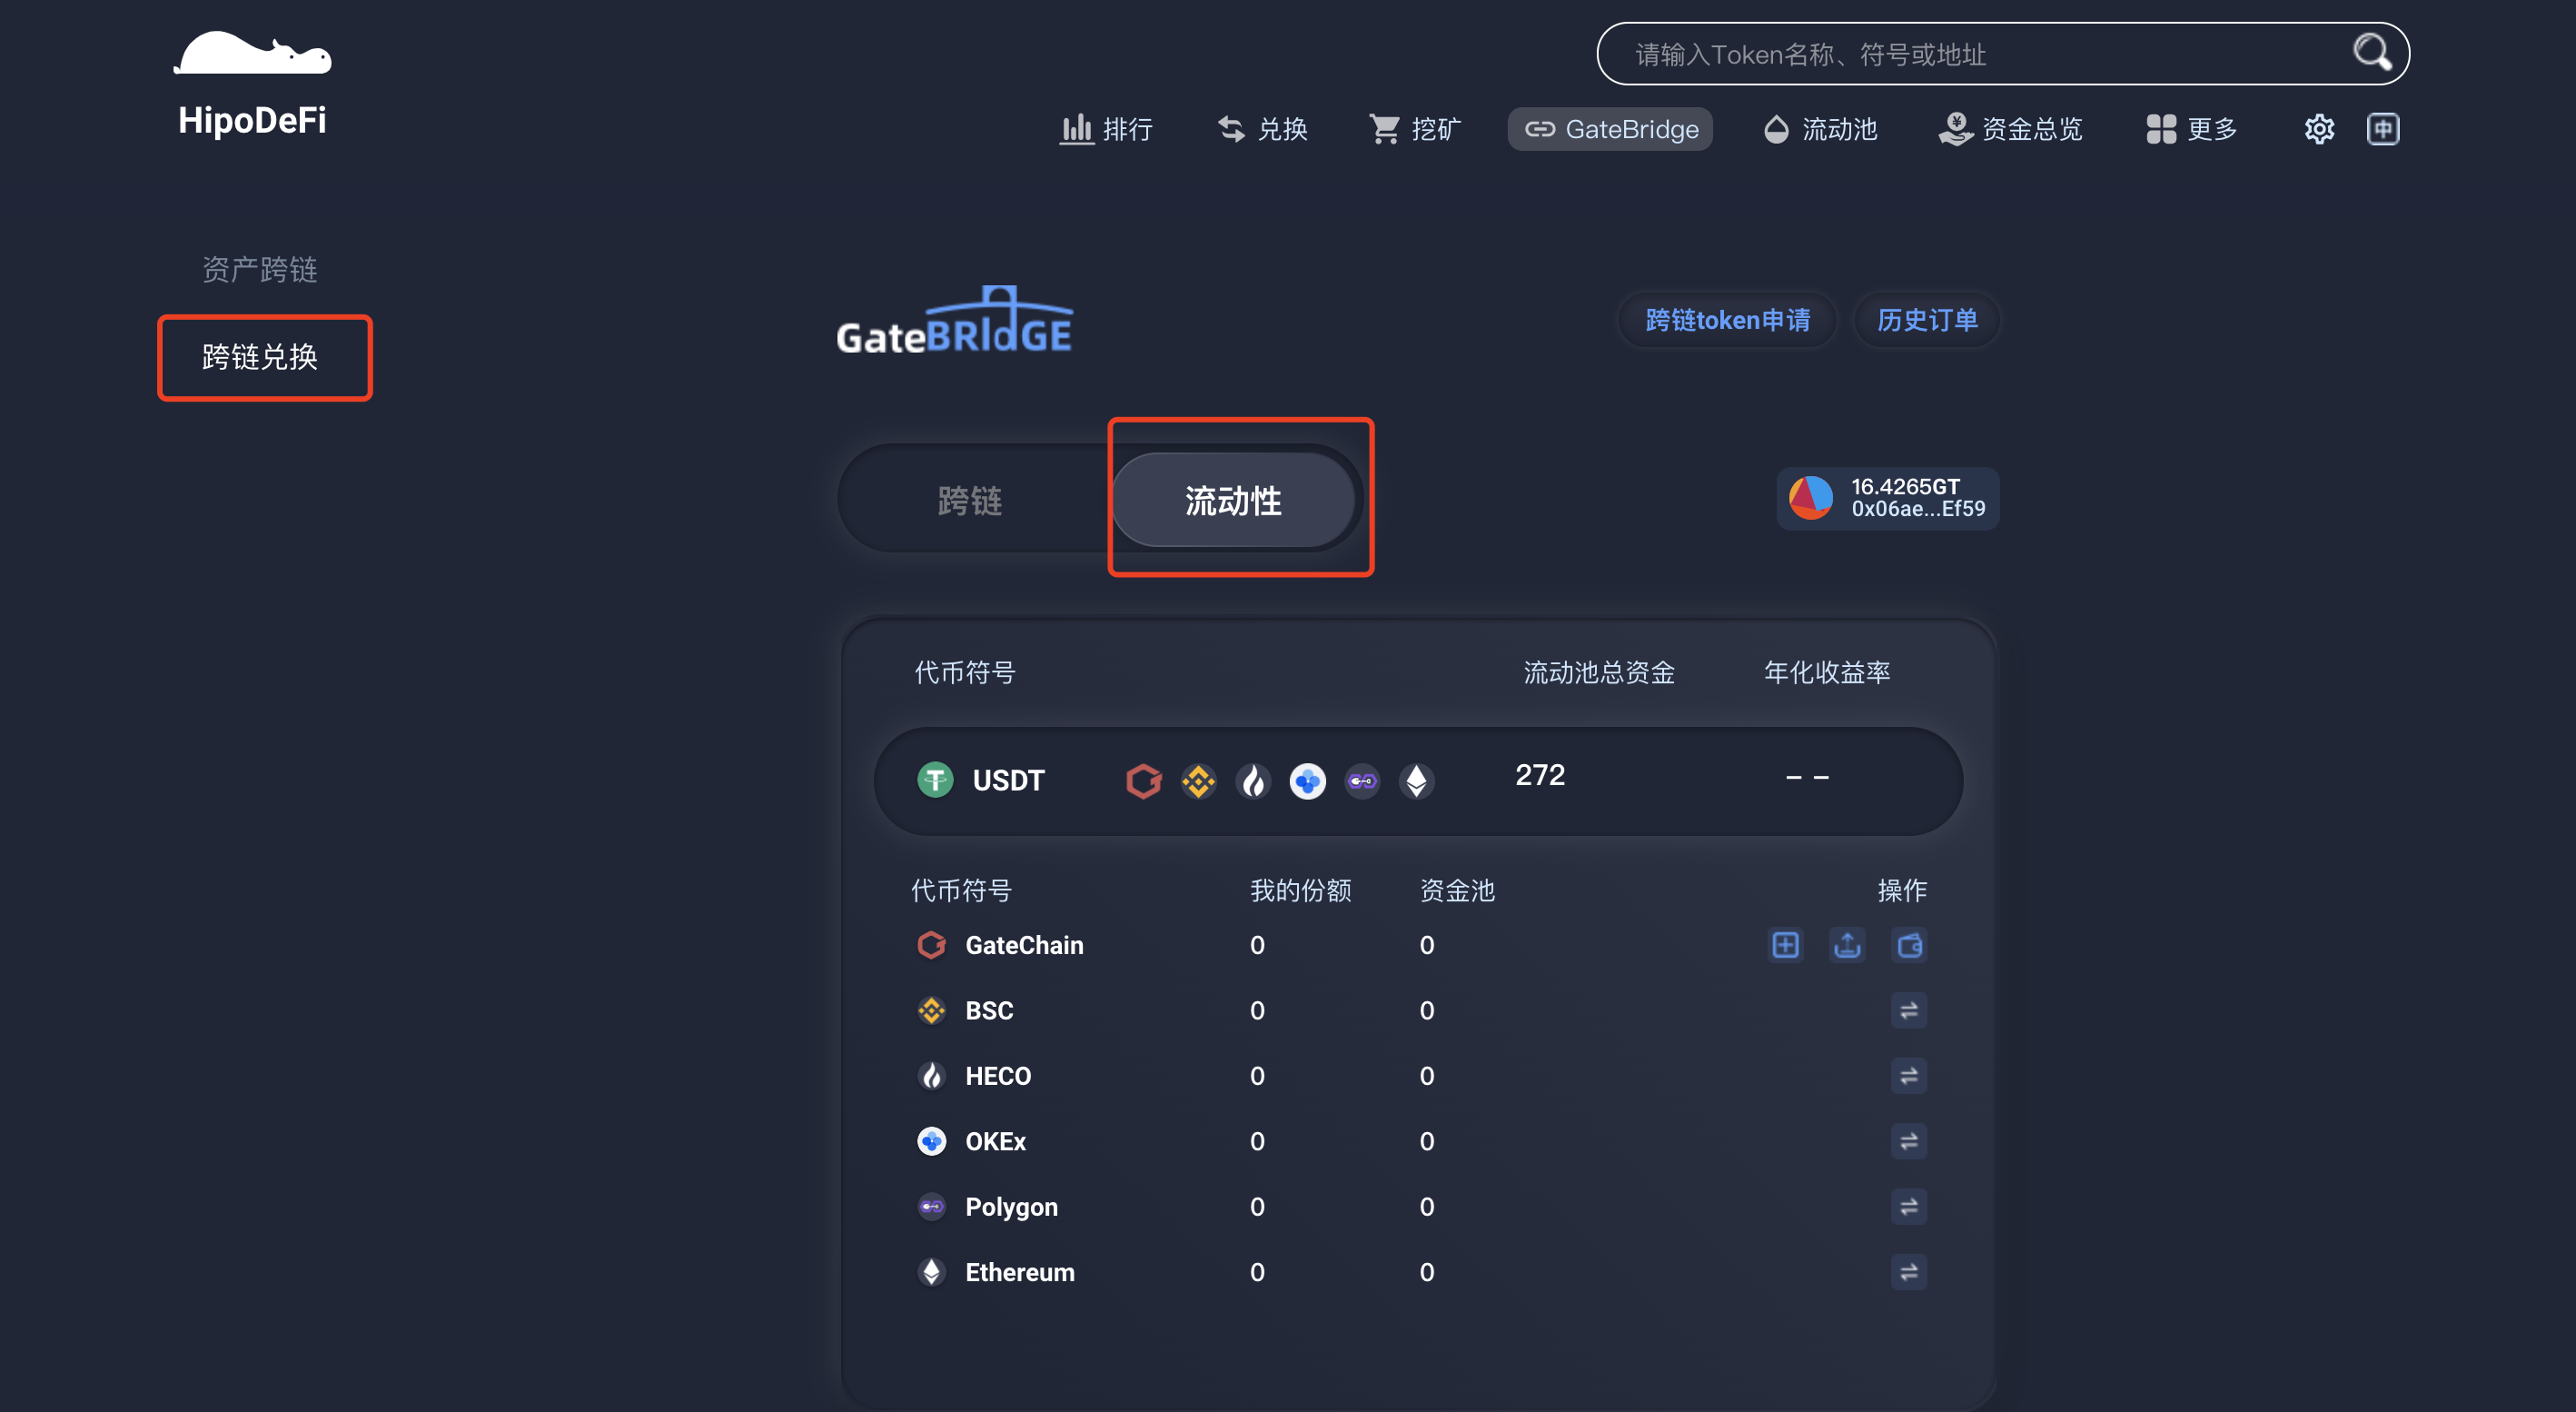 请输入Token名称、符号或地址
HipoDeFi
排行 兑换 挖矿 GateBridge 流动池 资金总览 更多 中
资产跨链
跨链兑换
GateBRIdGE
跨链token申请 历史订单
跨链 流动性
16.4265GT
0x06ae...Ef59
代币符号 流动池总资金 年化收益率
USDT 272 – –
代币符号 我的份额 资金池 操作
GateChain 0 0
BSC 0 0
HECO 0 0
OKEx 0 0
Polygon 0 0
Ethereum 0 0